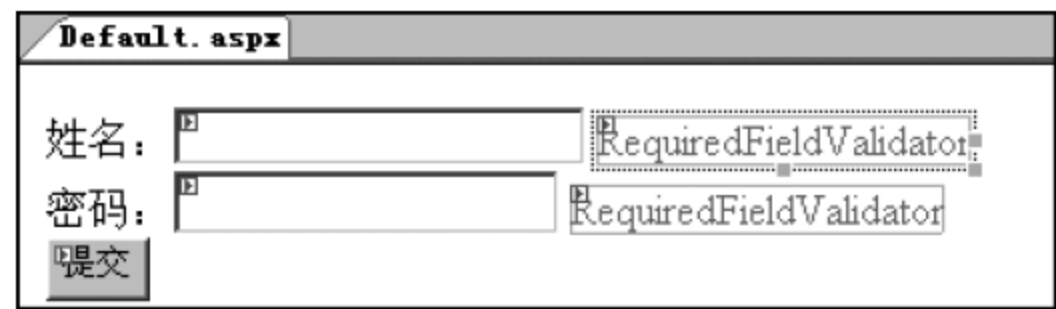 Default.aspx
姓名： RequiredFieldValidator
密码： RequiredFieldValidator
提交